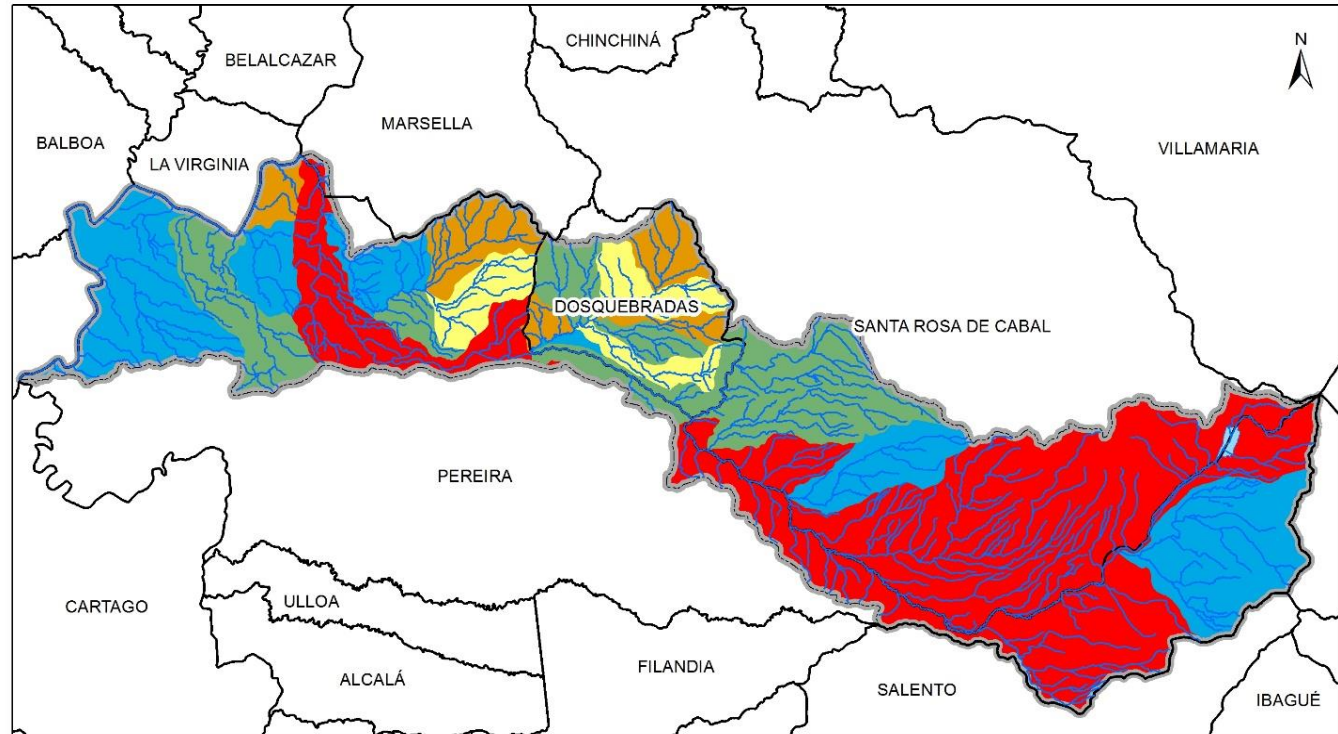 CHINCHINÁ
N
BELALCAZAR
MARSELLA
BALBOA
LA VIRGINIA
VILLAMARIA
DOSQUEBRADAS
SANTA ROSA DE CABAL
PEREIRA
CARTAGO
ULLOA
ALCALÁ
FILANDIA
SALENTO
IBAGUÉ